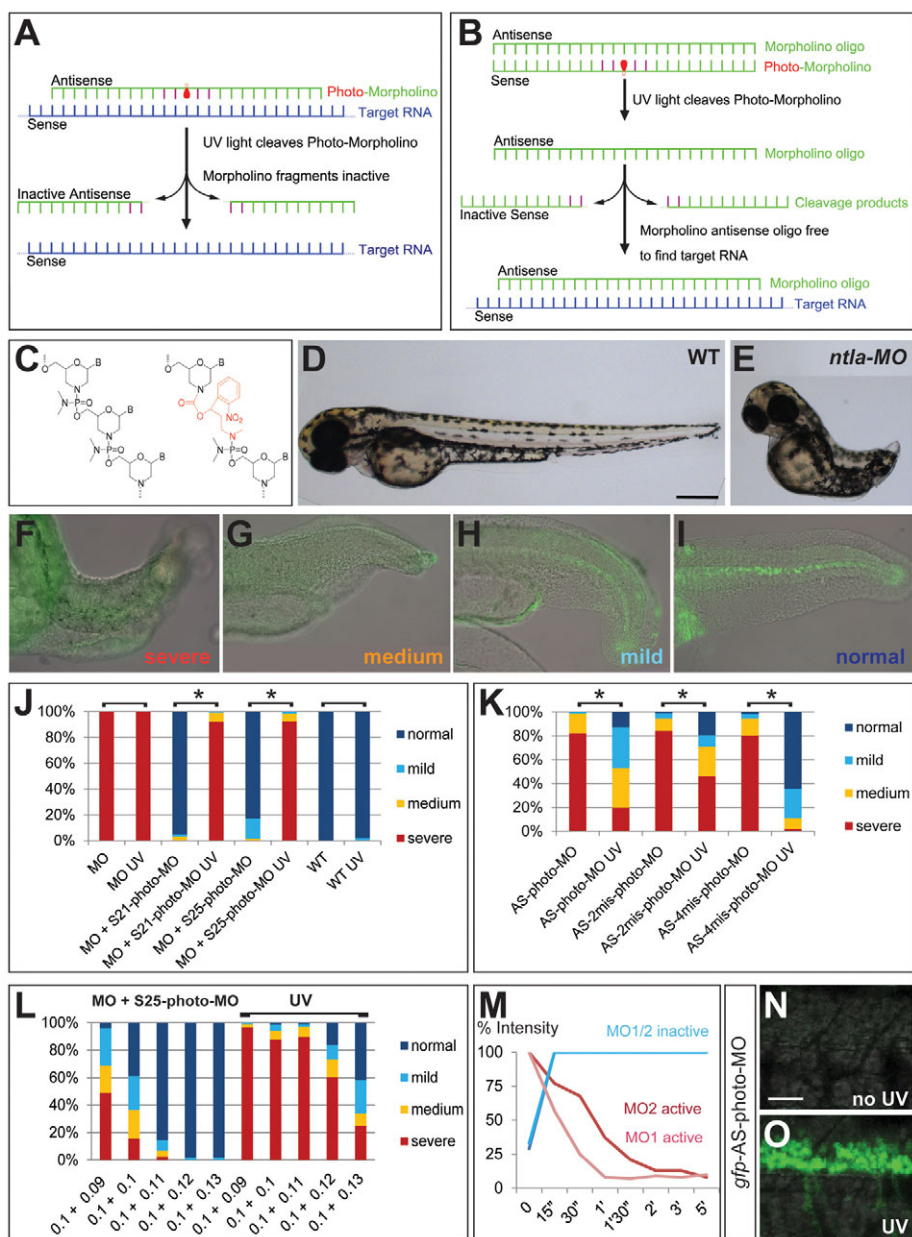 A
Antisense
Photo-Morpholino
Target RNA
Sense
UV light cleaves Photo-Morpholino
Morpholino fragments inactive
Inactive Antisense
Target RNA
Sense
B
Antisense
Morpholino oligo
Photo-Morpholino
Sense
UV light cleaves Photo-Morpholino
Morpholino oligo
Cleavage products
Inactive Sense
Morpholino antisense oligo free
to find target RNA
Antisense
Morpholino oligo
Target RNA
Sense
C
O
O
B
N
N-P=O
O
O
B
N
N-P=O
O
O
B
N
O
O
B
N
O
O
NO₂
N
N-P=O
O
O
B
N
D
WT
E
ntla-MO
F
severe
G
medium
H
mild
I
normal
J
100%
80%
60%
40%
20%
0%
*
*
normal
mild
medium
severe
MO
MO UV
MO + S21-photo-MO
MO + S21-photo-MO UV
MO + S25-photo-MO
MO + S25-photo-MO UV
WT
WT UV
K
100%
80%
60%
40%
20%
0%
*
*
*
normal
mild
medium
severe
AS-photo-MO
AS-photo-MO UV
AS-2mis-photo-MO
AS-2mis-photo-MO UV
AS-4mis-photo-MO
AS-4mis-photo-MO UV
L
MO + S25-photo-MO
UV
100%
80%
60%
40%
20%
0%
normal
mild
medium
severe
0.1 + 0.09
0.1 + 0.1
0.1 + 0.11
0.1 + 0.12
0.1 + 0.13
0.1 + 0.09
0.1 + 0.1
0.1 + 0.11
0.1 + 0.12
0.1 + 0.13
M
% Intensity
MO1/2 inactive
100
75
50
25
0
MO2 active
MO1 active
0
15"
30"
1'
1'30"
2'
3'
5'
gfp-AS-photo-MO
N
no UV
O
UV